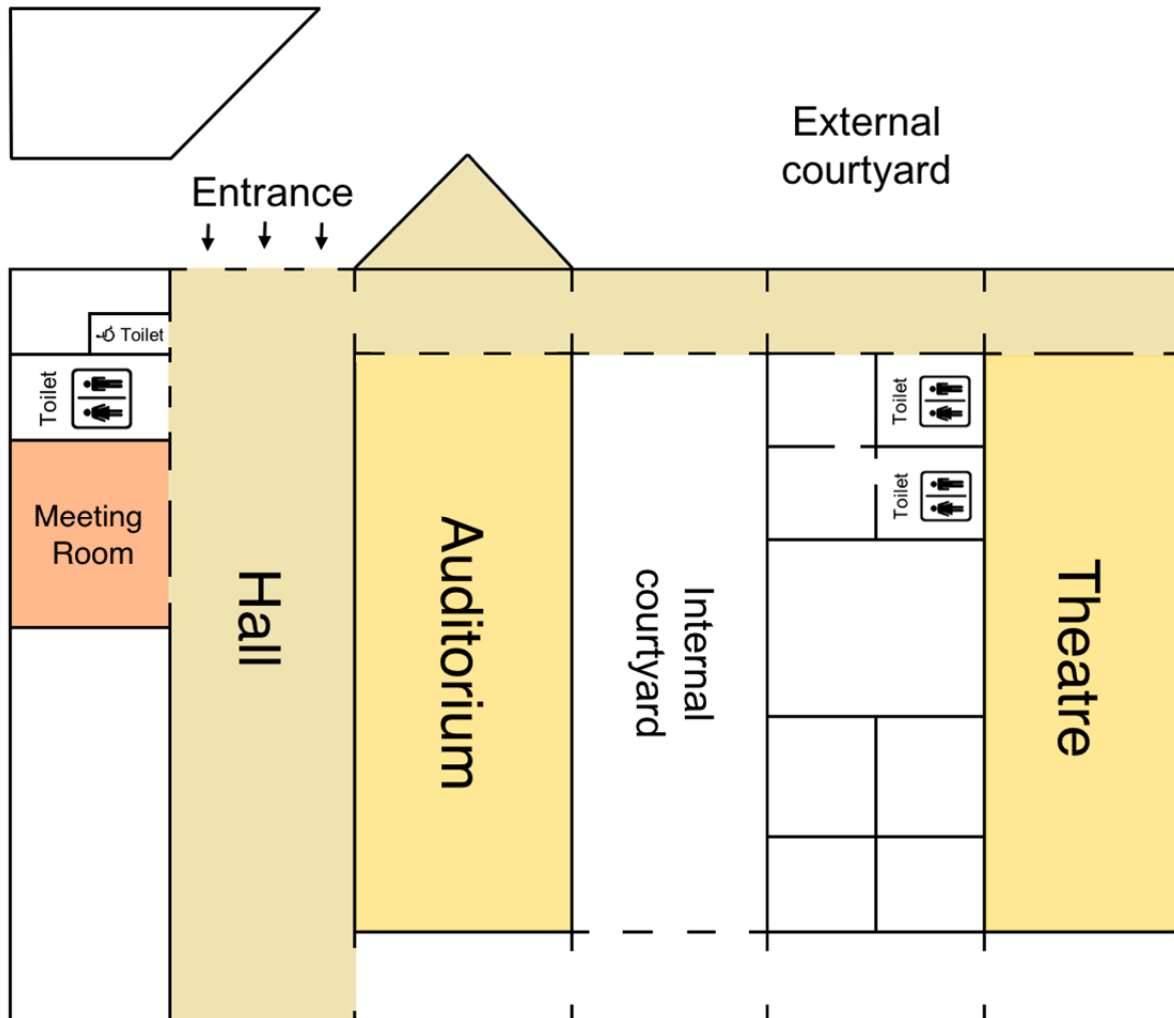 External
courtyard
Entrance
Toilet
Toilet
Toilet
Toilet
Meeting
Room
Hall
Auditorium
Internal
courtyard
Theatre